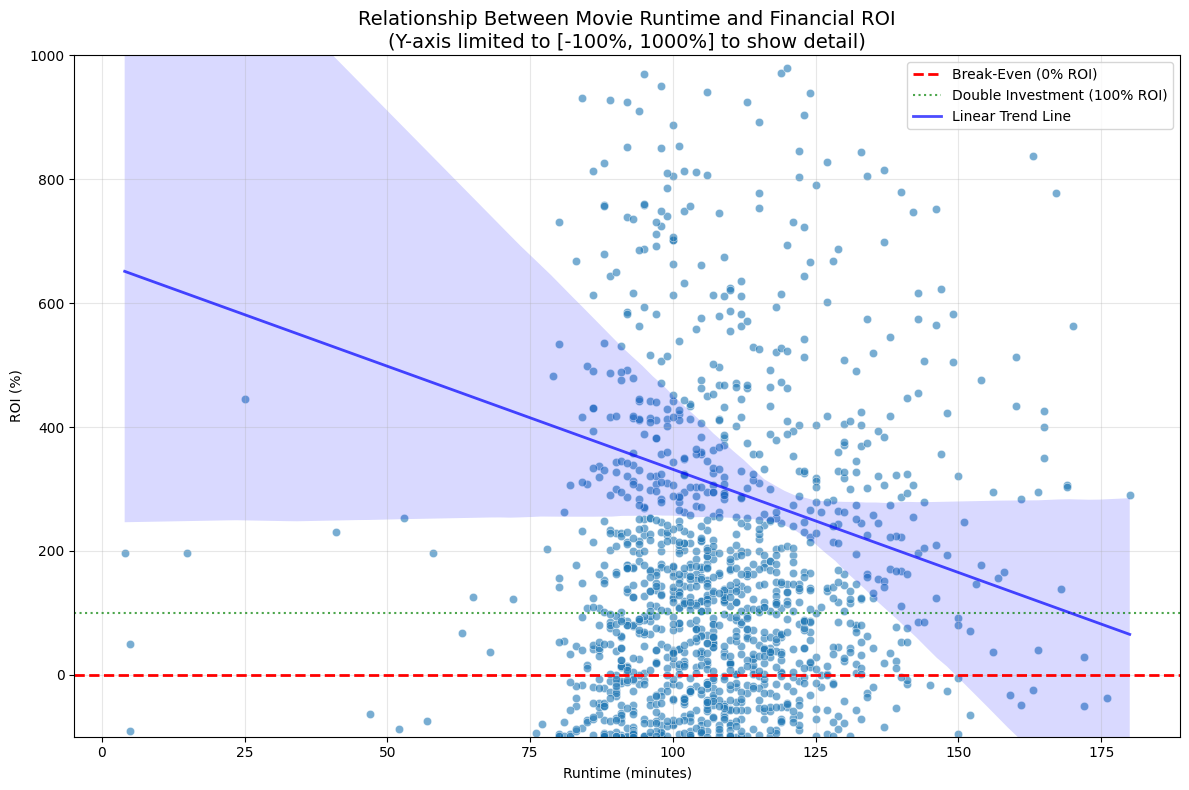 Relationship Between Movie Runtime and Financial ROI
(Y-axis limited to [-100%, 1000%] to show detail)
Break-Even (0% ROI)
Double Investment (100% ROI)
Linear Trend Line
ROI (%)
1000
800
600
400
200
0
0
25
50
75
100
125
150
175
Runtime (minutes)